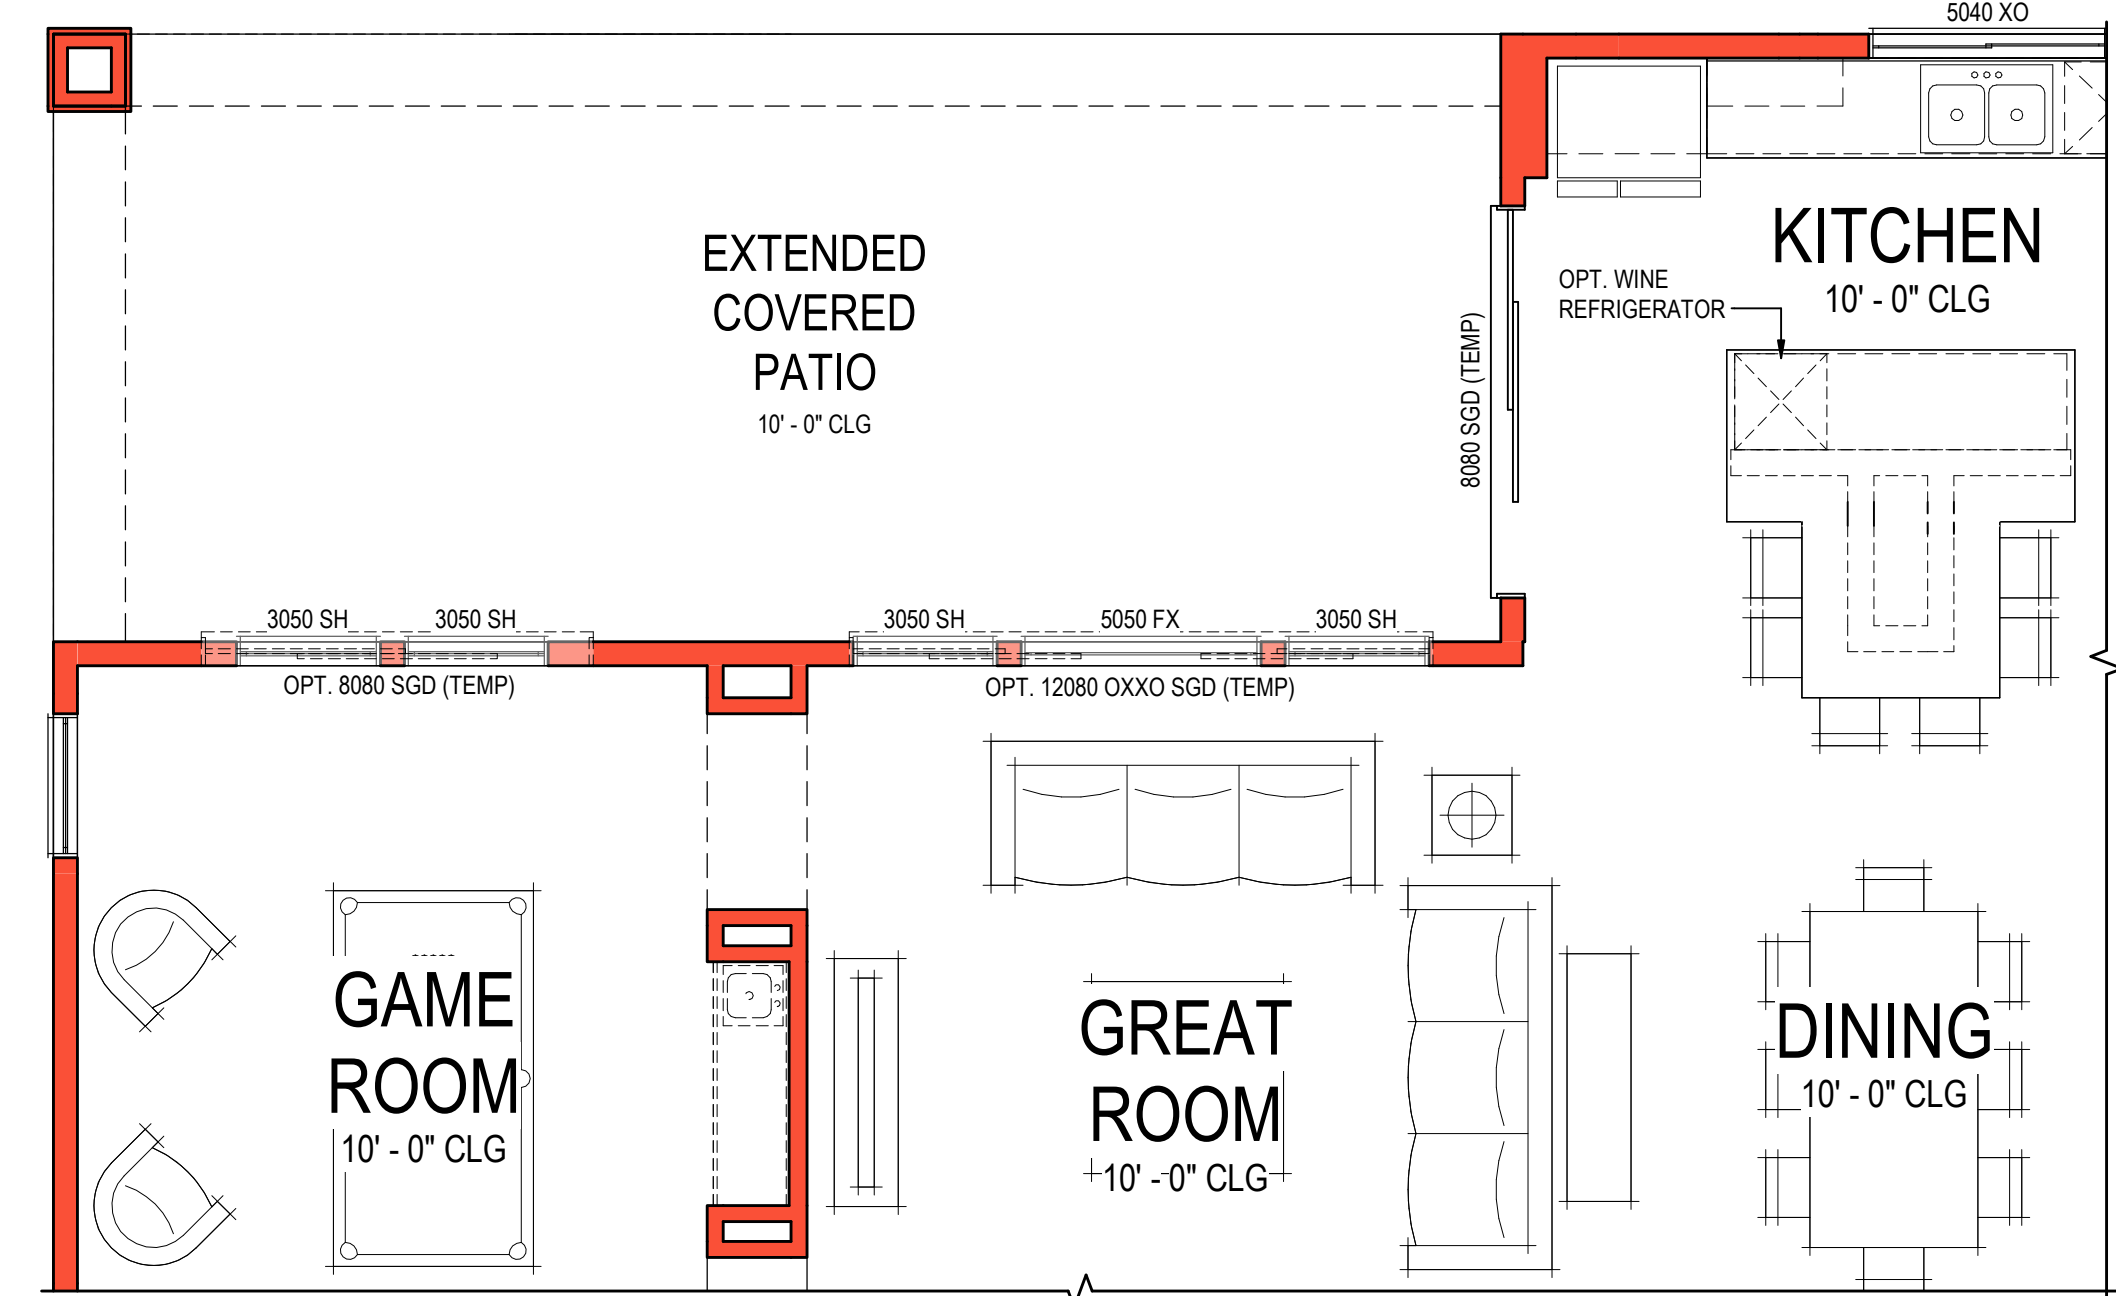 5040 XO
EXTENDED
COVERED
PATIO
10' - 0" CLG
KITCHEN
10' - 0" CLG
OPT. WINE
REFRIGERATOR
8080 SGD (TEMP)
3050 SH
3050 SH
3050 SH
5050 FX
3050 SH
OPT. 8080 SGD (TEMP)
OPT. 12080 OXXO SGD (TEMP)
GAME
ROOM
10' - 0" CLG
GREAT
ROOM
10' - 0" CLG
DINING
10' - 0" CLG